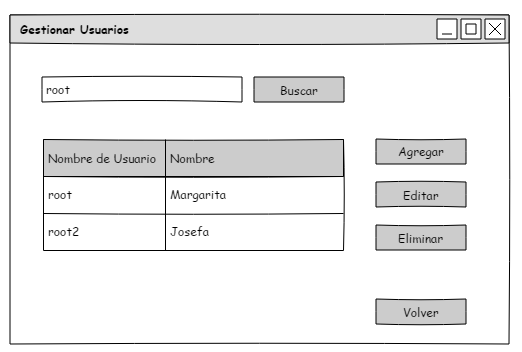 Gestionar Usuarios
root Buscar
Nombre de Usuario Nombre Agregar
root Margarita Editar
root2 Josefa Eliminar
Volver